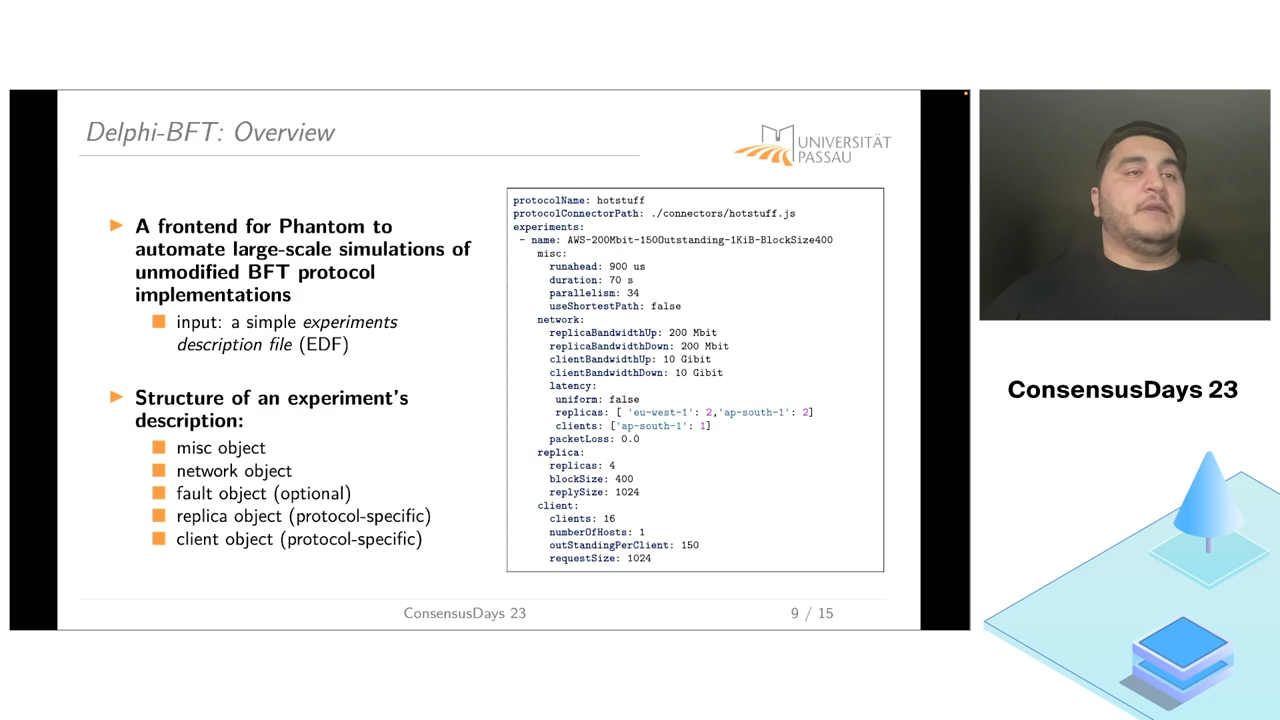 Delphi-BFT: Overview
UNIVERSITÄT
PASSAU
A frontend for Phantom to
automate large-scale simulations of
unmodified BFT protocol
implementations
input: a simple experiments
description file (EDF)
Structure of an experiment's
description:
misc object
network object
fault object (optional)
replica object (protocol-specific)
client object (protocol-specific)
protocolName: hotstuff
protocolConnectorPath: ./connectors/hotstuff.js
experiments:
- name: AWS-200Mbit-150Outstanding-1KiB-BlockSize400
misc:
runahead: 900 us
duration: 70 s
parallelism: 34
useShortestPath: false
network:
replicaBandwidthUp: 200 Mbit
replicaBandwidthDown: 200 Mbit
clientBandwidthUp: 10 Gibit
clientBandwidthDown: 10 Gibit
latency:
uniform: false
replicas: [ 'eu-west-1': 2,'ap-south-1': 2]
clients: ['ap-south-1': 1]
packetLoss: 0.0
replica:
replicas: 4
blockSize: 400
replySize: 1024
client:
clients: 16
numberOfHosts: 1
outStandingPerClient: 150
requestSize: 1024
ConsensusDays 23
9 / 15
ConsensusDays 23